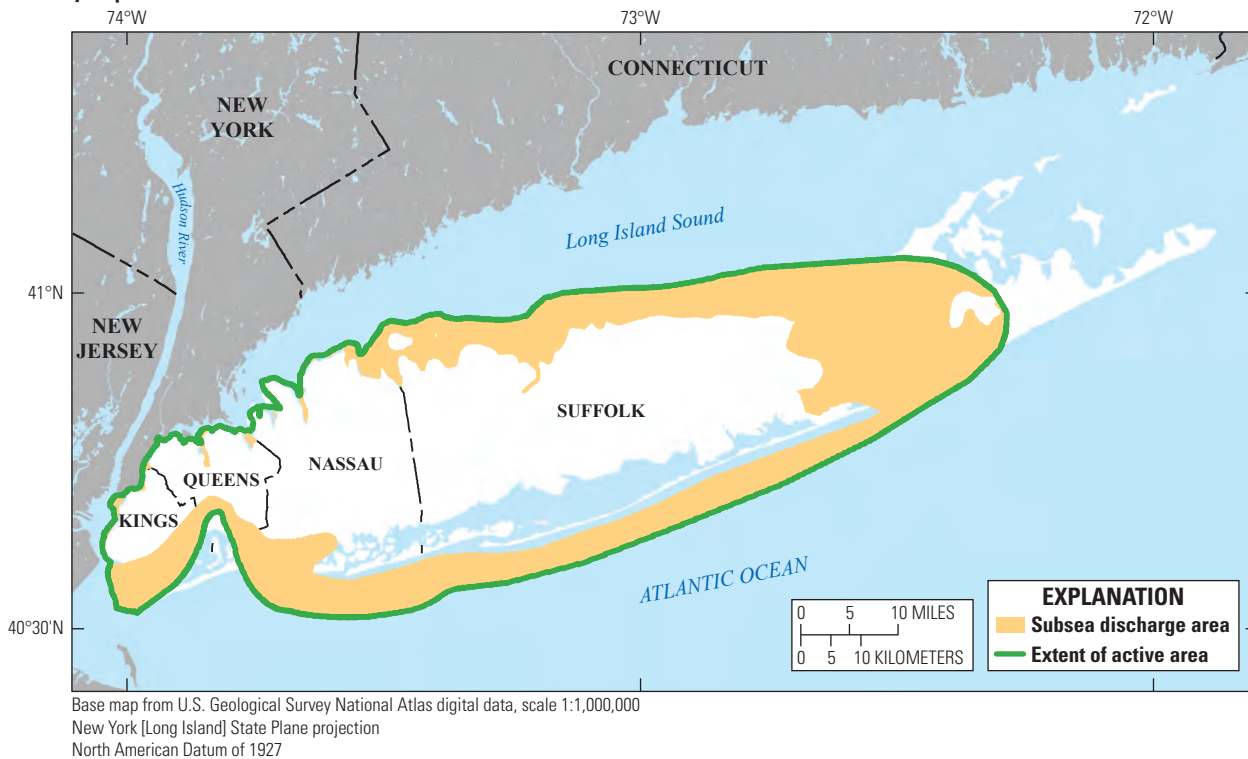 74°W
73°W
72°W
CONNECTICUT
NEW
YORK
Hudson River
Long Island Sound
41°N
NEW
JERSEY
SUFFOLK
NASSAU
QUEENS
KINGS
ATLANTIC OCEAN
40°30'N
0 5 10 MILES
0 5 10 KILOMETERS
EXPLANATION
Subsea discharge area
Extent of active area
Base map from U.S. Geological Survey National Atlas digital data, scale 1:1,000,000
New York [Long Island] State Plane projection
North American Datum of 1927